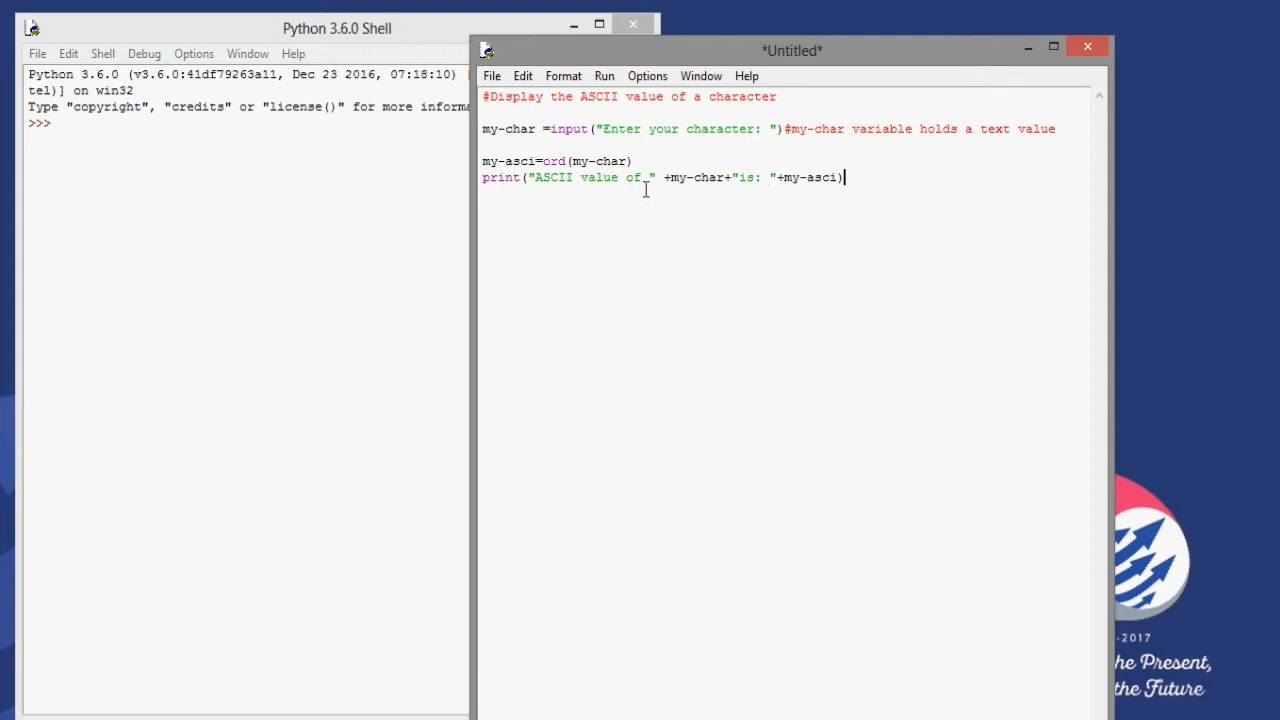 Python 3.6.0 Shell
File Edit Shell Debug Options Window Help
Python 3.6.0 (v3.6.0:41df79263a11, Dec 23 2016, 07:18:10)
tel)] on win32
Type "copyright", "credits" or "license()" for more informa
>>>
*Untitled*
File Edit Format Run Options Window Help
#Display the ASCII value of a character
my-char =input("Enter your character: ")#my-char variable holds a text value
my-asci=ord(my-char)
print("ASCII value of " +my-char+"is: "+my-asci)
-2017
he Present,
the Future